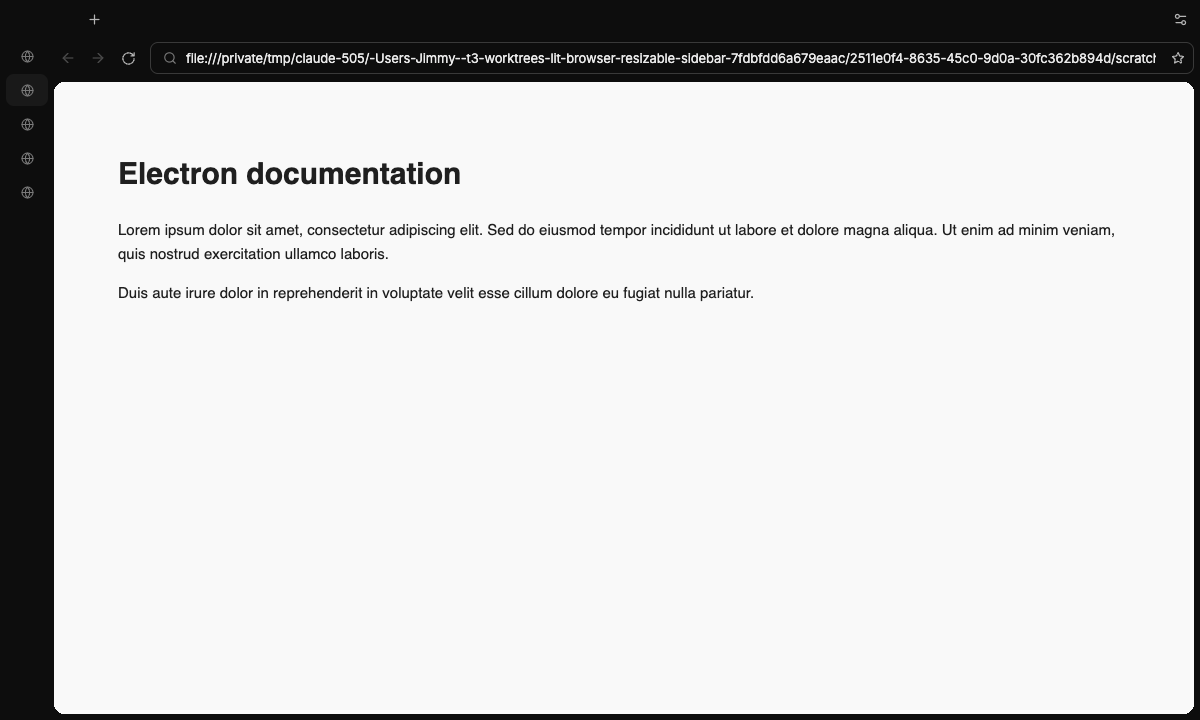 file:///private/tmp/claude-505/-Users-Jimmy--t3-worktrees-lit-browser-resizable-sidebar-7fdbfdd6a679eaac/2511e0f4-8635-45c0-9d0a-30fc362b894d/scratch
Electron documentation
Lorem ipsum dolor sit amet, consectetur adipiscing elit. Sed do eiusmod tempor incididunt ut labore et dolore magna aliqua. Ut enim ad minim veniam,
quis nostrud exercitation ullamco laboris.
Duis aute irure dolor in reprehenderit in voluptate velit esse cillum dolore eu fugiat nulla pariatur.